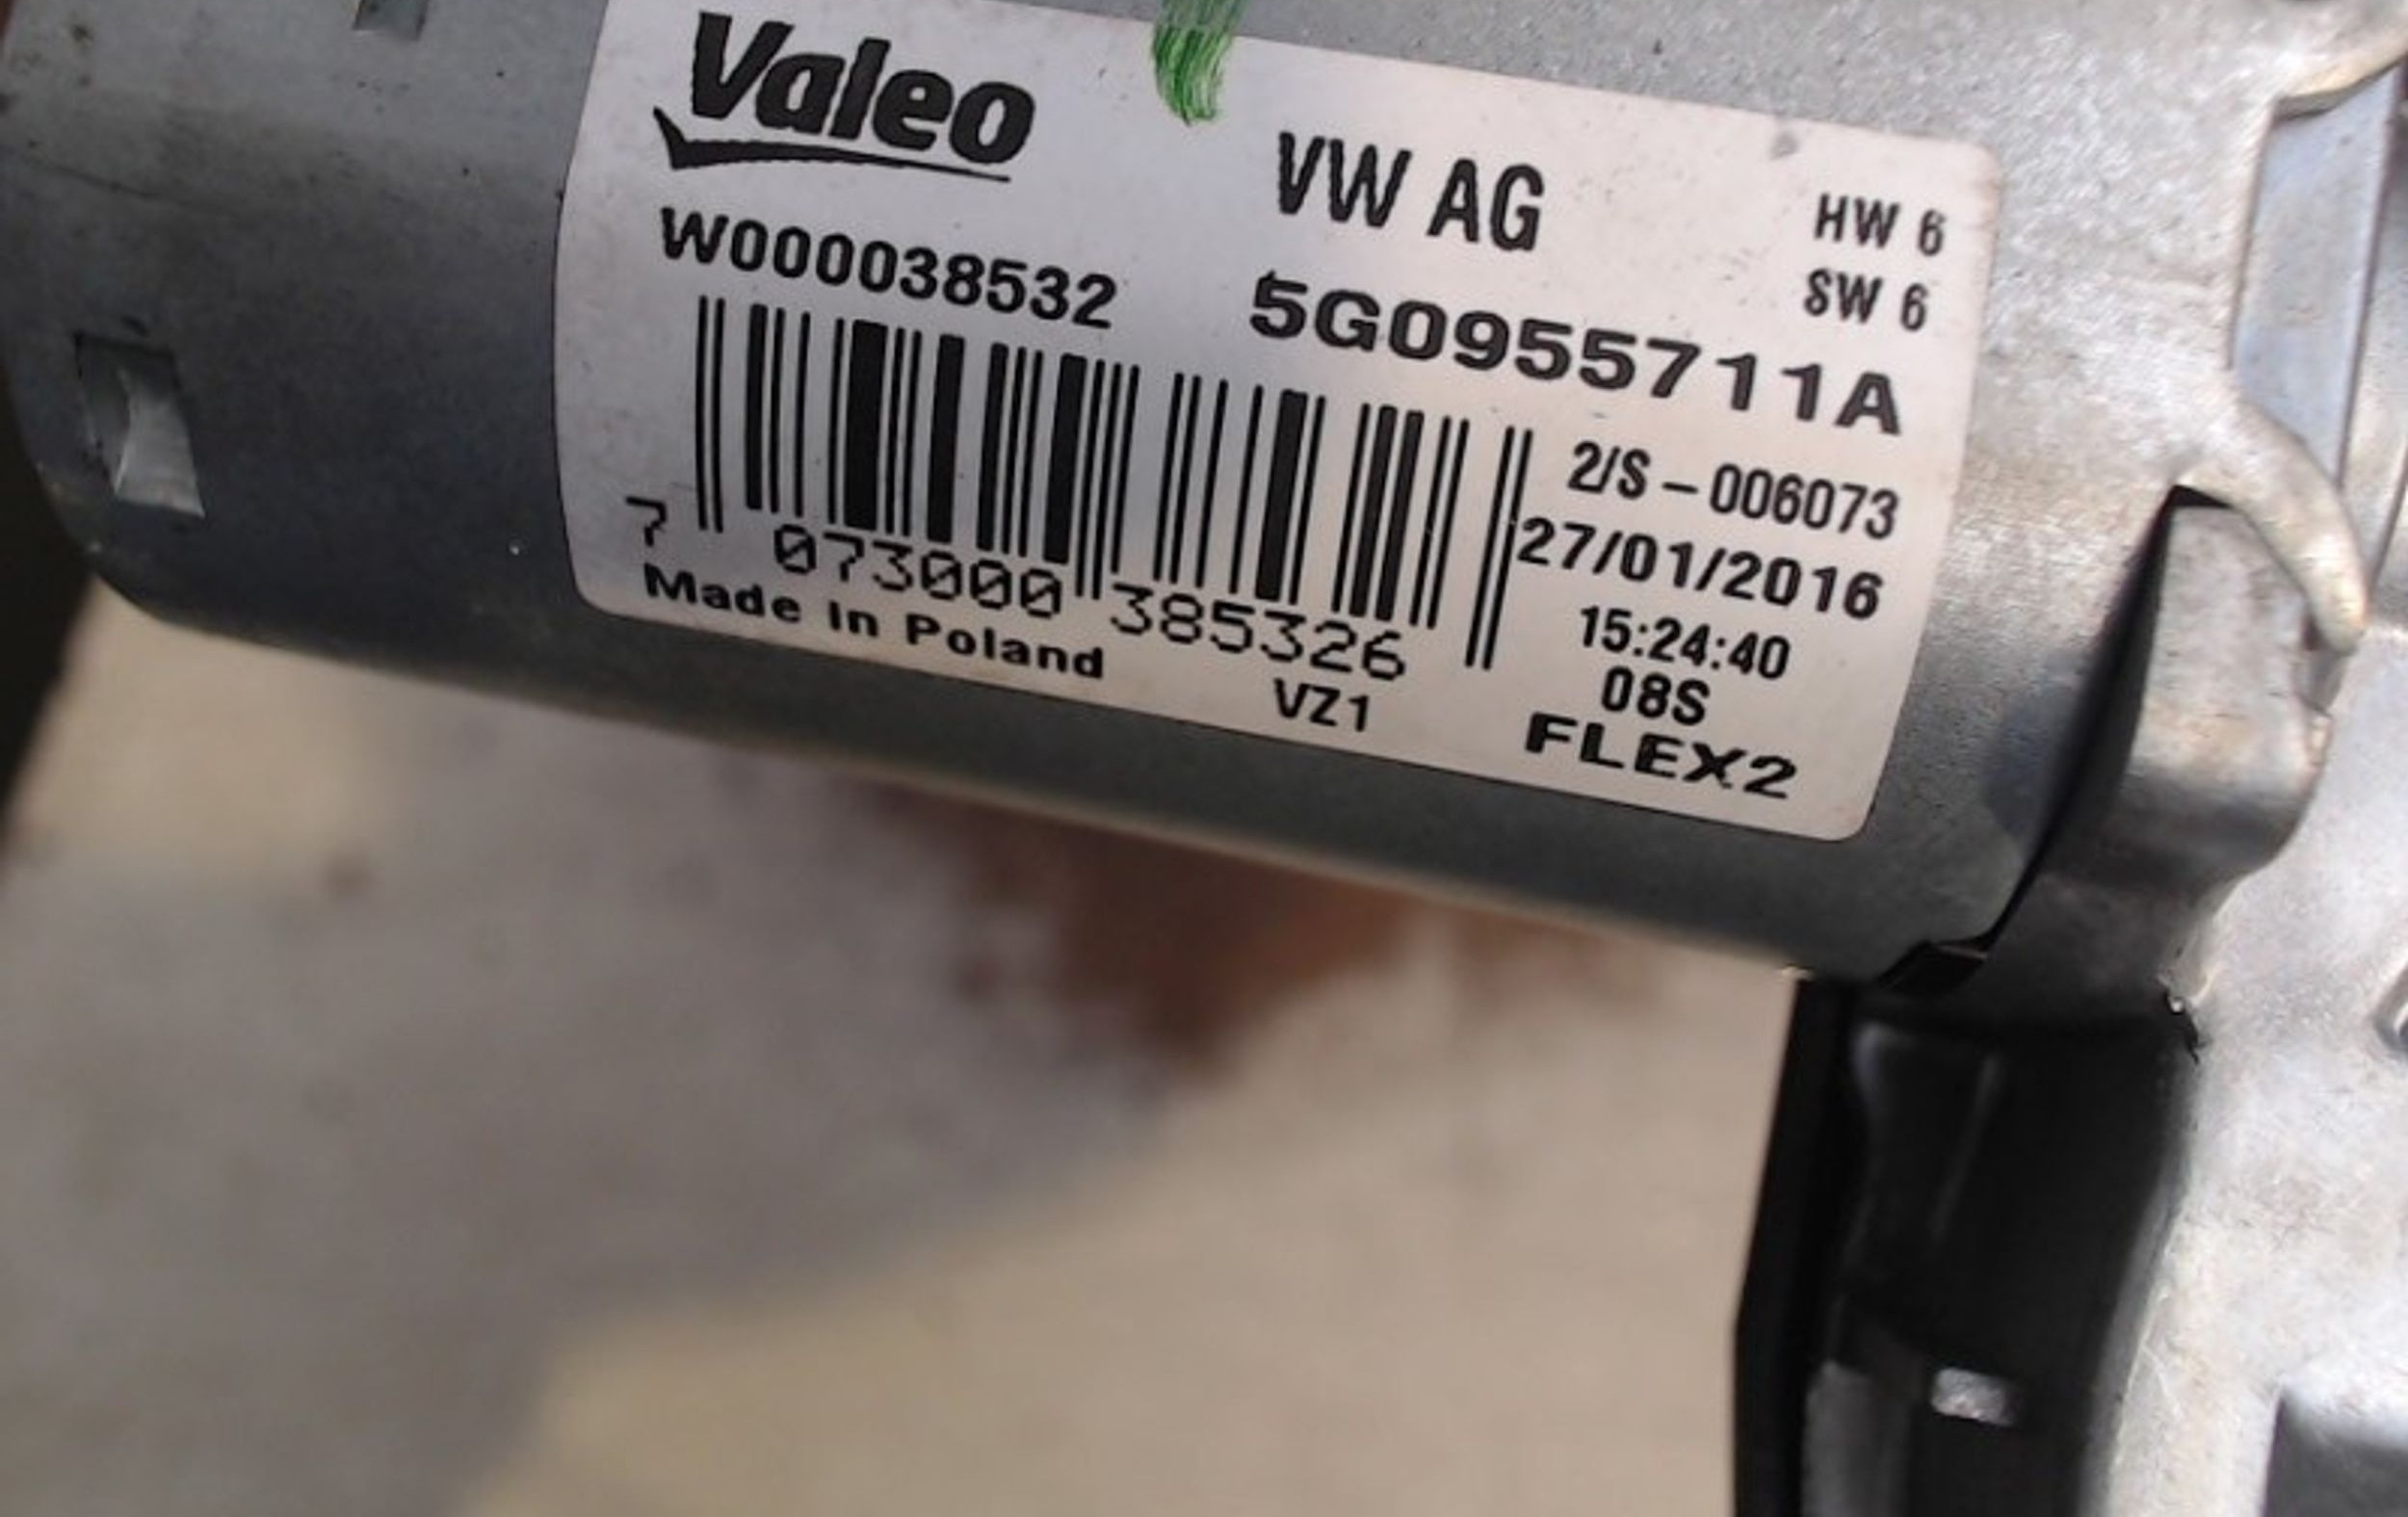 Valeo
VW AG
HW 6
SW 6
W000038532
5G0955711A
2/S – 006073
27/01/2016
15:24:40
08S
FLEX2
7 073000 385326
Made In Poland
VZ1